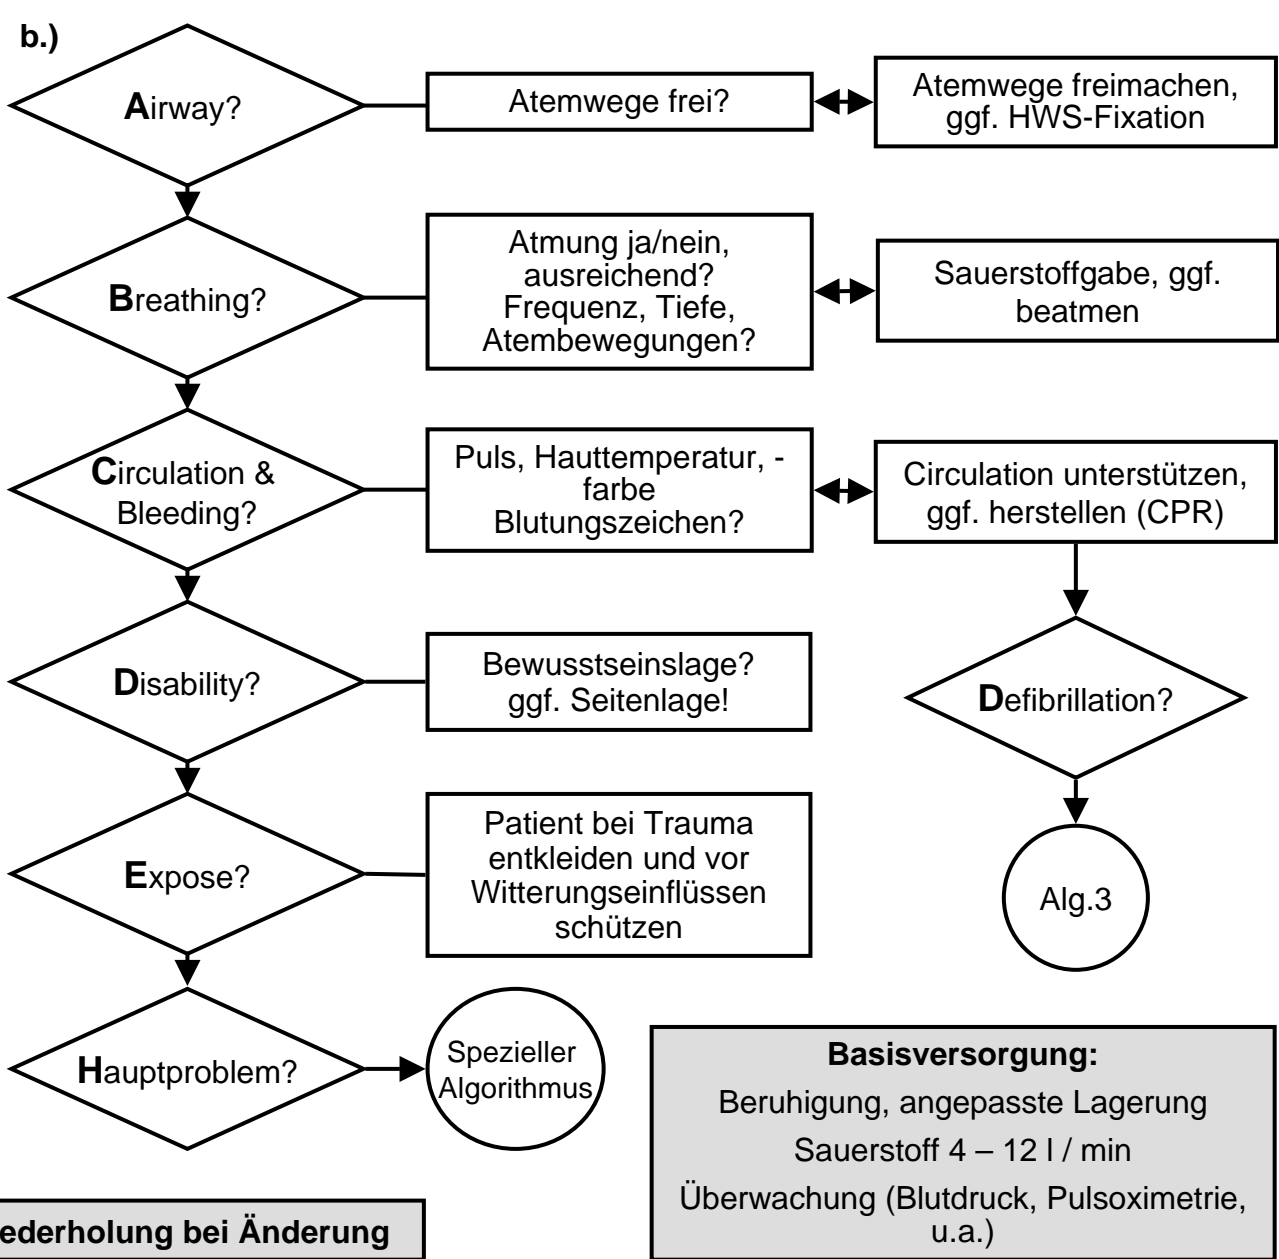 b.)
Airway?
Atemwege frei?
Atemwege freimachen,
ggf. HWS-Fixation
Breathing?
Atmung ja/nein,
ausreichend?
Frequenz, Tiefe,
Atembewegungen?
Sauerstoffgabe, ggf.
beatmen
Circulation &
Bleeding?
Puls, Hauttemperatur, -
farbe
Blutungszeichen?
Circulation unterstützen,
ggf. herstellen (CPR)
Disability?
Bewusstseinslage?
ggf. Seitenlage!
Defibrillation?
Expose?
Patient bei Trauma
entkleiden und vor
Witterungseinflüssen
schützen
Alg.3
Hauptproblem?
Spezieller
Algorithmus
Basisversorgung:
Beruhigung, angepasste Lagerung
Sauerstoff 4 – 12 l / min
Überwachung (Blutdruck, Pulsoximetrie,
u.a.)
ederholung bei Änderung